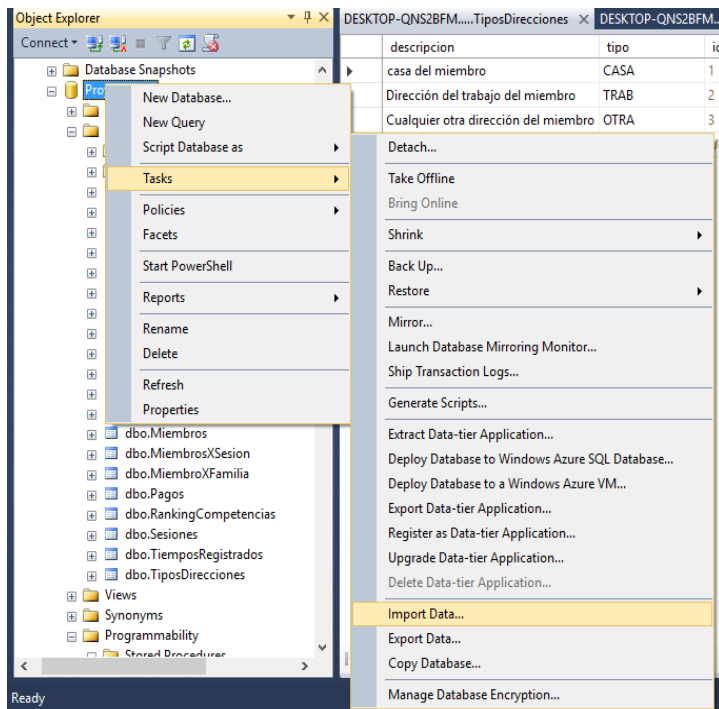 Object Explorer
DESKTOP-QNS2BFM.....TiposDirecciones
DESKTOP-QNS2BFM..
Connect
descripcion tipo
casa del miembro CASA 1
Dirección del trabajo del miembro TRAB 2
Cualquier otra dirección del miembro OTRA 3
Database Snapshots
New Database...
New Query
Script Database as
Tasks
Policies
Facets
Start PowerShell
Reports
Rename
Delete
Refresh
Properties
Detach...
Take Offline
Bring Online
Shrink
Back Up...
Restore
Mirror...
Launch Database Mirroring Monitor...
Ship Transaction Logs...
Generate Scripts...
Extract Data-tier Application...
Deploy Database to Windows Azure SQL Database...
Deploy Database to a Windows Azure VM...
Export Data-tier Application...
Register as Data-tier Application...
Upgrade Data-tier Application...
Delete Data-tier Application...
Import Data...
Export Data...
Copy Database...
Manage Database Encryption...
dbo.Miembros
dbo.MiembrosXSesion
dbo.MiembroXFamilia
dbo.Pagos
dbo.RankingCompetencias
dbo.Sesiones
dbo.TiemposRegistrados
dbo.TiposDirecciones
Views
Synonyms
Programmability
Stored Procedures
Ready